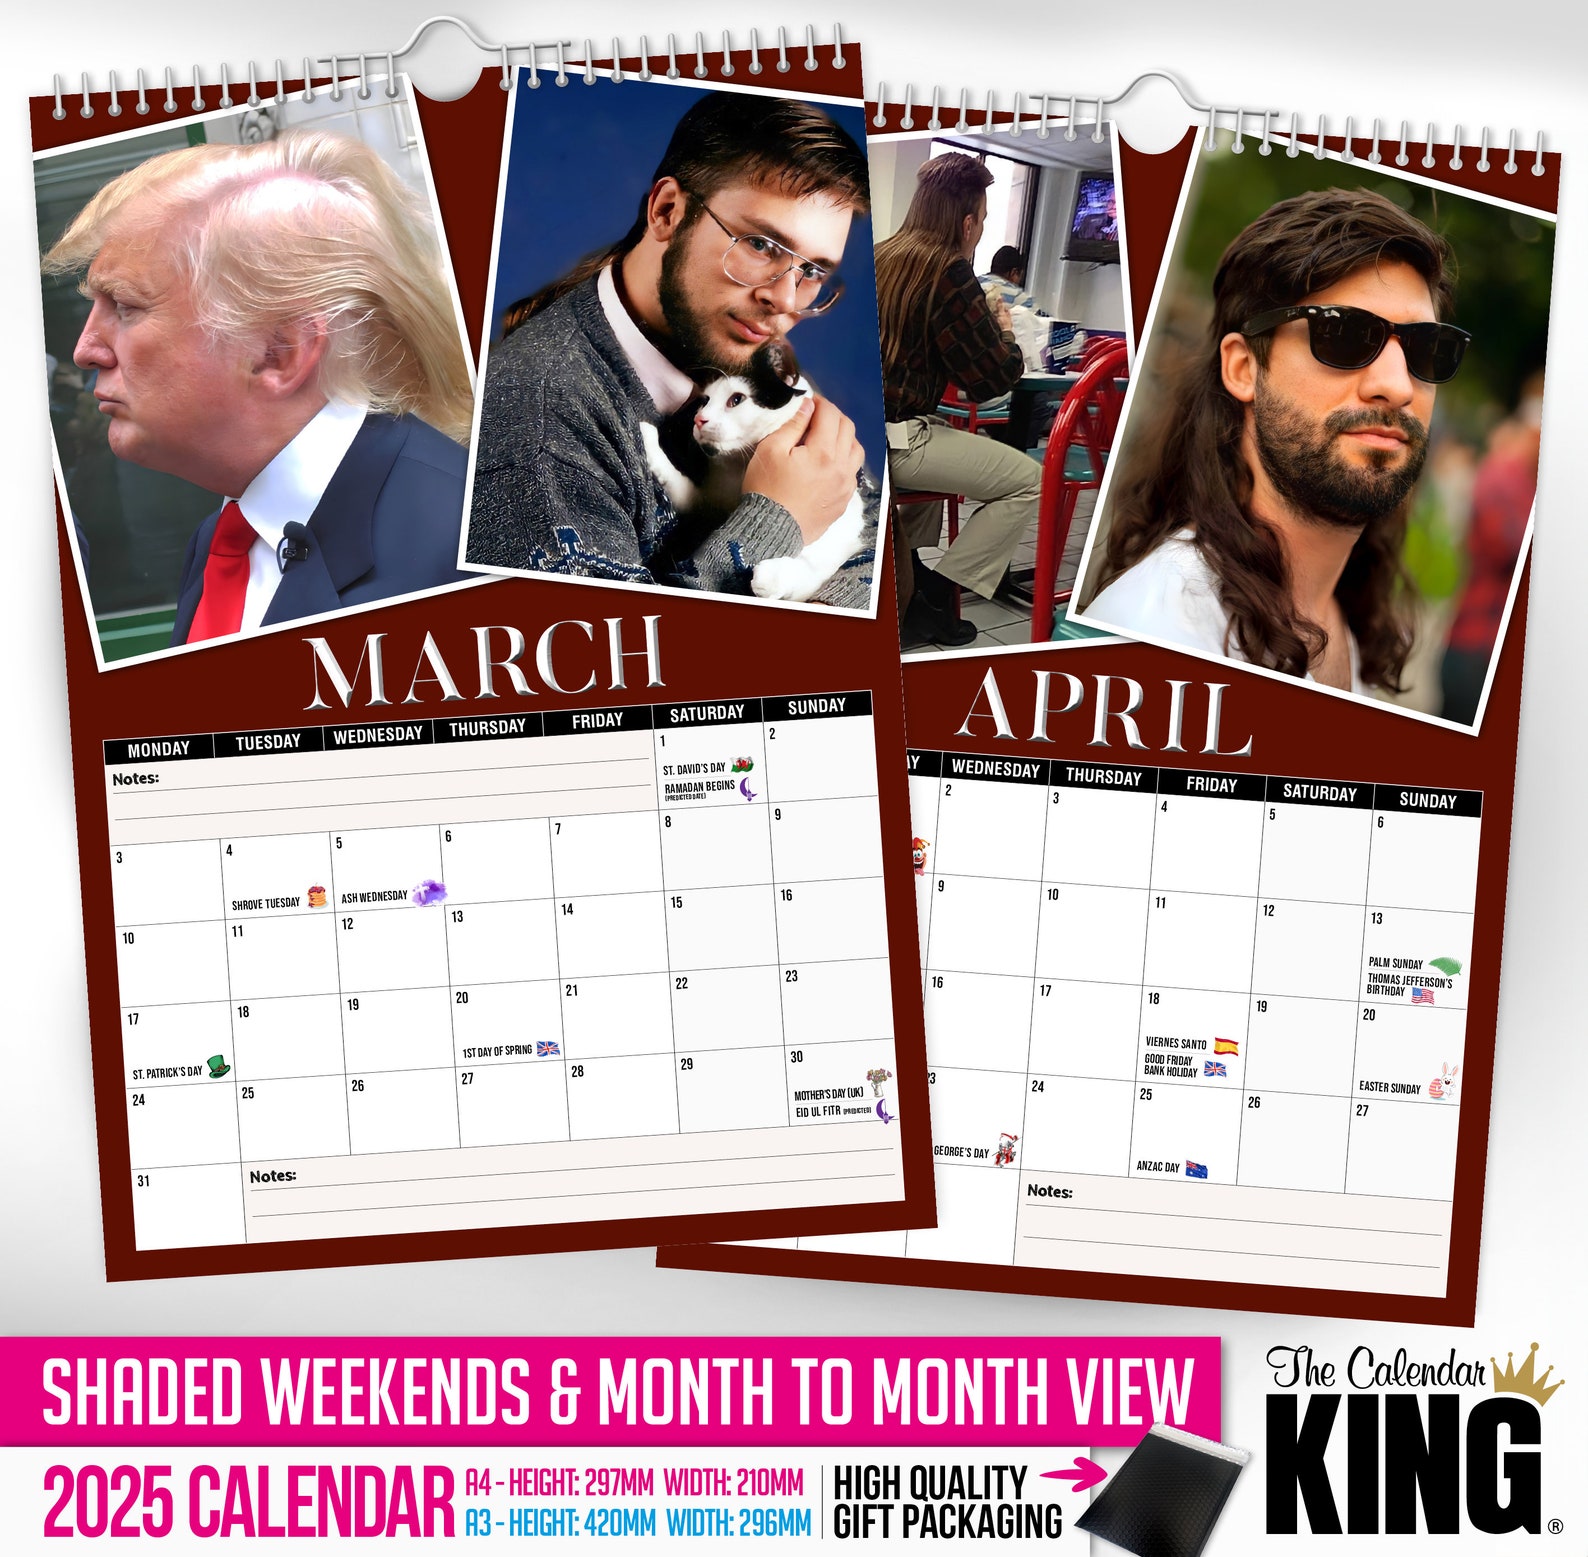 MARCH
MONDAY TUESDAY WEDNESDAY THURSDAY FRIDAY SATURDAY SUNDAY
Notes:
1 2
ST. DAVID'S DAY
RAMADAN BEGINS
(PREDICTED DATE)
3 4 5 6 7 8 9
SHROVE TUESDAY ASH WEDNESDAY
10 11 12 13 14 15 16
17 18 19 20 21 22 23
ST. PATRICK'S DAY 1ST DAY OF SPRING
24 25 26 27 28 29 30
MOTHER'S DAY (UK)
EID UL FITR (PREDICTED)
31
Notes:
APRIL
AY WEDNESDAY THURSDAY FRIDAY SATURDAY SUNDAY
2 3 4 5 6
9 10 11 12 13
PALM SUNDAY
THOMAS JEFFERSON'S
BIRTHDAY
16 17 18 19 20
VIERNES SANTO
GOOD FRIDAY
BANK HOLIDAY
EASTER SUNDAY
23 24 25 26 27
GEORGE'S DAY ANZAC DAY
Notes:
SHADED WEEKENDS & MONTH TO MONTH VIEW
2025 CALENDAR
A4 - HEIGHT: 297MM WIDTH: 210MM
A3 - HEIGHT: 420MM WIDTH: 296MM
HIGH QUALITY
GIFT PACKAGING
The Calendar
KING®